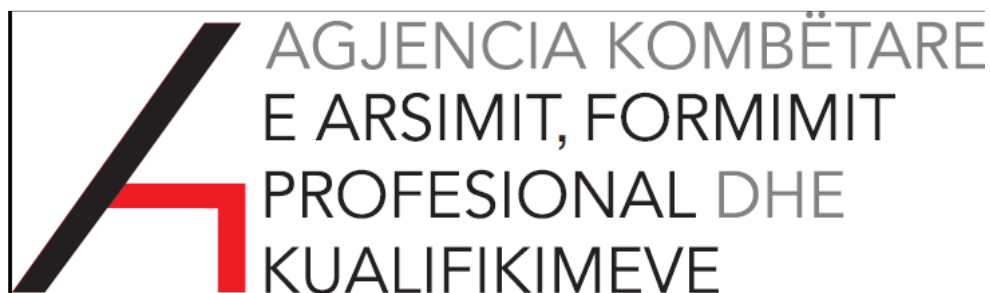 AGJENCIA KOMBËTARE
E ARSIMIT, FORMIMIT
PROFESIONAL DHE
KUALIFIKIMEVE